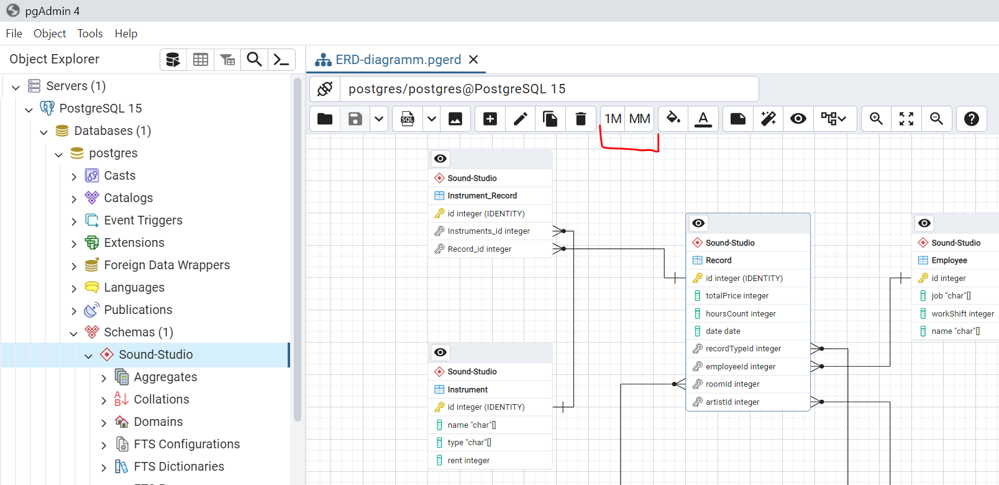 pgAdmin 4
File Object Tools Help
Object Explorer
ERD-diagramm.pgerd
postgres/postgres@PostgreSQL 15
SQL
1M MM
A
Servers (1)
PostgreSQL 15
Databases (1)
postgres
Casts
Catalogs
Event Triggers
Extensions
Foreign Data Wrappers
Languages
Publications
Schemas (1)
Sound-Studio
Aggregates
Collations
Domains
FTS Configurations
FTS Dictionaries
Sound-Studio
Instrument_Record
id integer (IDENTITY)
Instruments_id integer
Record_id integer
Sound-Studio
Instrument
id integer (IDENTITY)
name "char"[]
type "char"[]
rent integer
Sound-Studio
Record
id integer (IDENTITY)
totalPrice integer
hoursCount integer
date date
recordTypeId integer
employeeId integer
roomId integer
artistId integer
Sound-Studio
Employee
id integer
job "char"[]
workShift integer
name "char"[]